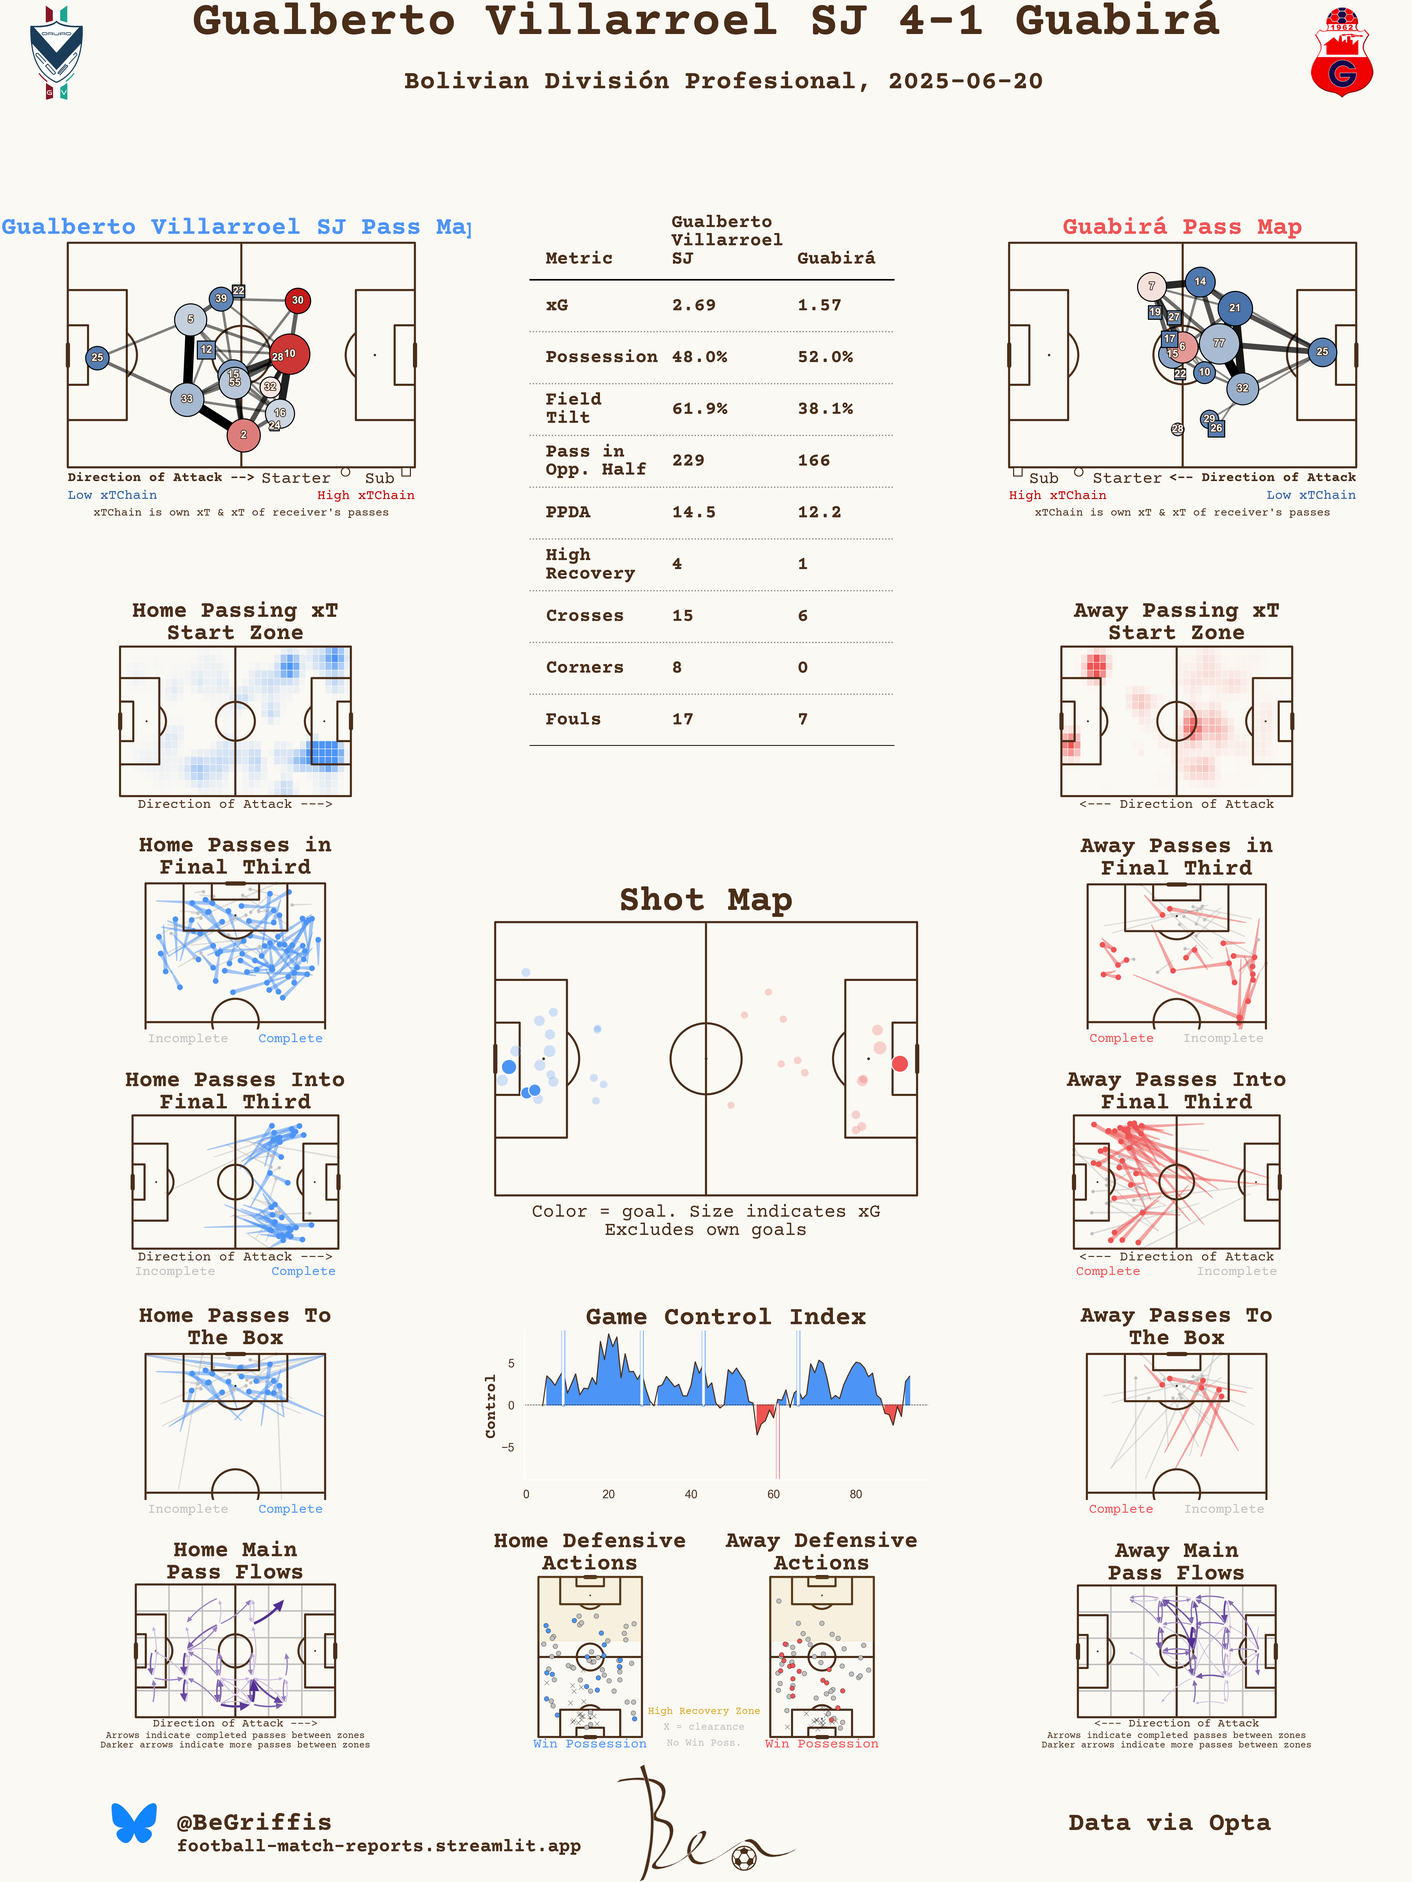 Gualberto Villarroel SJ 4-1 Guabirá
Bolivian División Profesional, 2025-06-20
ORURO
G V
1962
G
Gualberto Villarroel SJ Pass Map
25
5
39
22
30
12
28
10
15
55
32
33
16
24
2
Direction of Attack --> Starter Sub
Low xTChain High xTChain
xTChain is own xT & xT of receiver's passes
Metric Gualberto Villarroel SJ Guabirá
xG 2.69 1.57
Possession 48.0% 52.0%
Field Tilt 61.9% 38.1%
Pass in Opp. Half 229 166
PPDA 14.5 12.2
High Recovery 4 1
Crosses 15 6
Corners 8 0
Fouls 17 7
Guabirá Pass Map
7
14
19
27
21
17
6
15
77
25
22
10
32
29
28
26
Sub Starter <-- Direction of Attack
High xTChain Low xTChain
xTChain is own xT & xT of receiver's passes
Home Passing xT
Start Zone
Direction of Attack --->
Away Passing xT
Start Zone
<--- Direction of Attack
Home Passes in
Final Third
Incomplete Complete
Away Passes in
Final Third
Complete Incomplete
Shot Map
Color = goal. Size indicates xG
Excludes own goals
Home Passes Into
Final Third
Direction of Attack --->
Incomplete Complete
Away Passes Into
Final Third
<--- Direction of Attack
Complete Incomplete
Home Passes To
The Box
Incomplete Complete
Game Control Index
Control
5
0
−5
0 20 40 60 80
Away Passes To
The Box
Complete Incomplete
Home Main
Pass Flows
Direction of Attack --->
Arrows indicate completed passes between zones
Darker arrows indicate more passes between zones
Home Defensive
Actions
Win Possession
High Recovery Zone
X = clearance
No Win Poss.
Away Defensive
Actions
Win Possession
Away Main
Pass Flows
<--- Direction of Attack
Arrows indicate completed passes between zones
Darker arrows indicate more passes between zones
@BeGriffis
football-match-reports.streamlit.app
Ben
Data via Opta